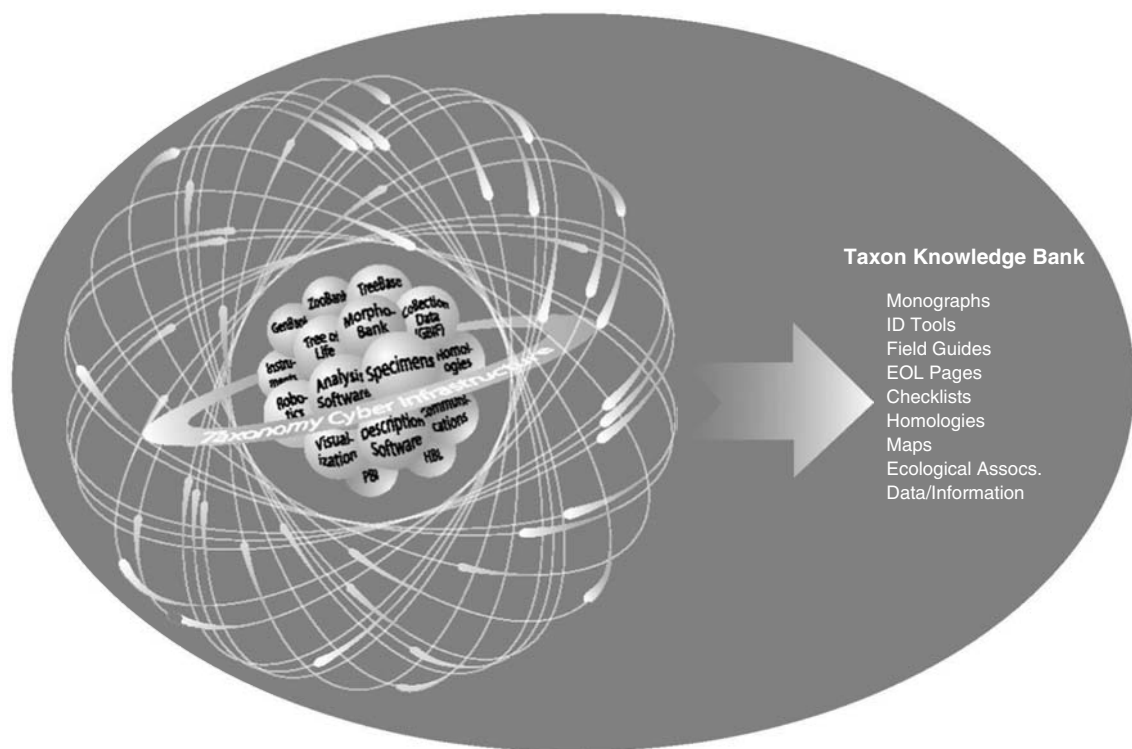 ZooBank
TreeBase
GenBank
Tree of
Life
Morpho-
Bank
Collection
Data
(GBIF)
Instru-
ments
Analysis
Software
Specimens
Homol-
ogies
Robo-
tics
Taxonomy Cyber Infrastructure
Visual-
ization
Description
Software
Communi-
cations
PBI
HBL
Taxon Knowledge Bank
Monographs
ID Tools
Field Guides
EOL Pages
Checklists
Homologies
Maps
Ecological Assocs.
Data/Information